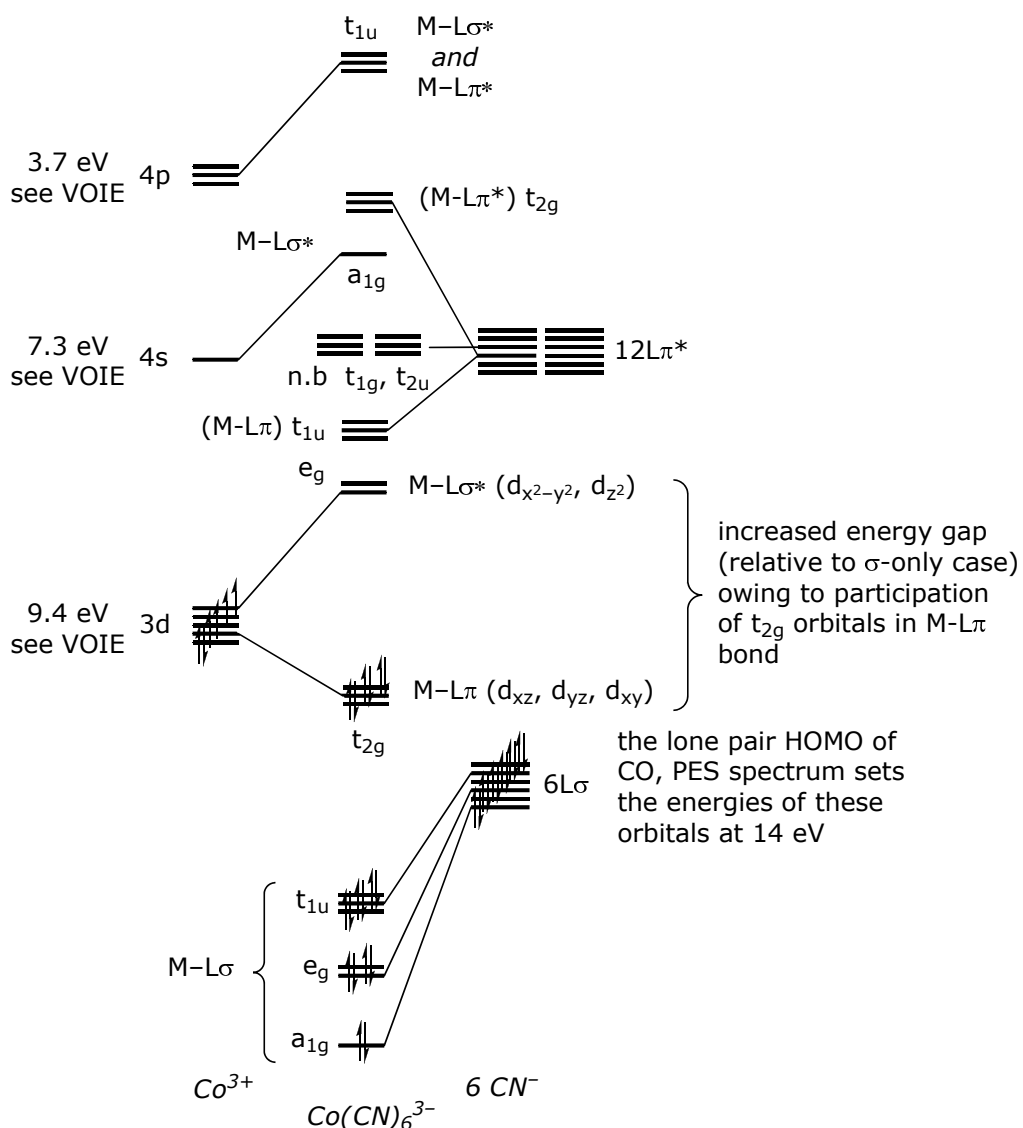 t1u M–Lσ*
and
M–Lπ*
3.7 eV
see VOIE
4p
(M-Lπ*) t2g
M–Lσ*
a1g
7.3 eV
see VOIE
4s
12Lπ*
n.b t1g, t2u
(M-Lπ) t1u
eg
M–Lσ* (dx²−y², dz²)
increased energy gap
(relative to σ-only case)
owing to participation
of t2g orbitals in M-Lπ
bond
9.4 eV
see VOIE
3d
M–Lπ (dxz, dyz, dxy)
t2g
the lone pair HOMO of
CO, PES spectrum sets
the energies of these
orbitals at 14 eV
6Lσ
t1u
M–Lσ
eg
a1g
Co³⁺
Co(CN)₆³⁻
6 CN⁻